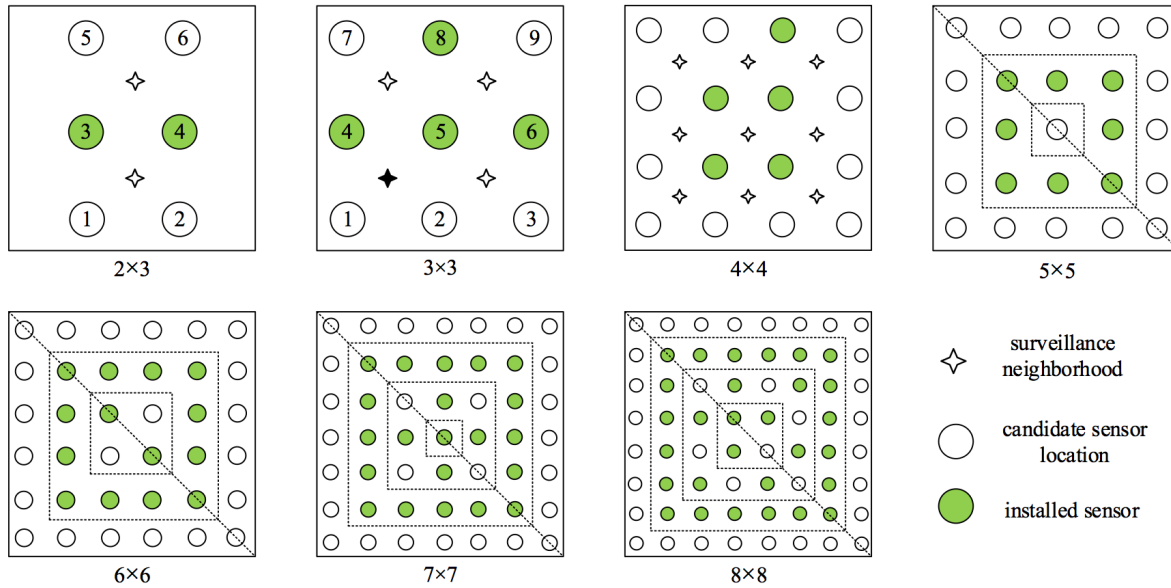 5 6
3 4
1 2
2×3
7 8 9
4 5 6
1 2 3
3×3
4×4
5×5
6×6
7×7
8×8
surveillance
neighborhood
candidate sensor
location
installed sensor